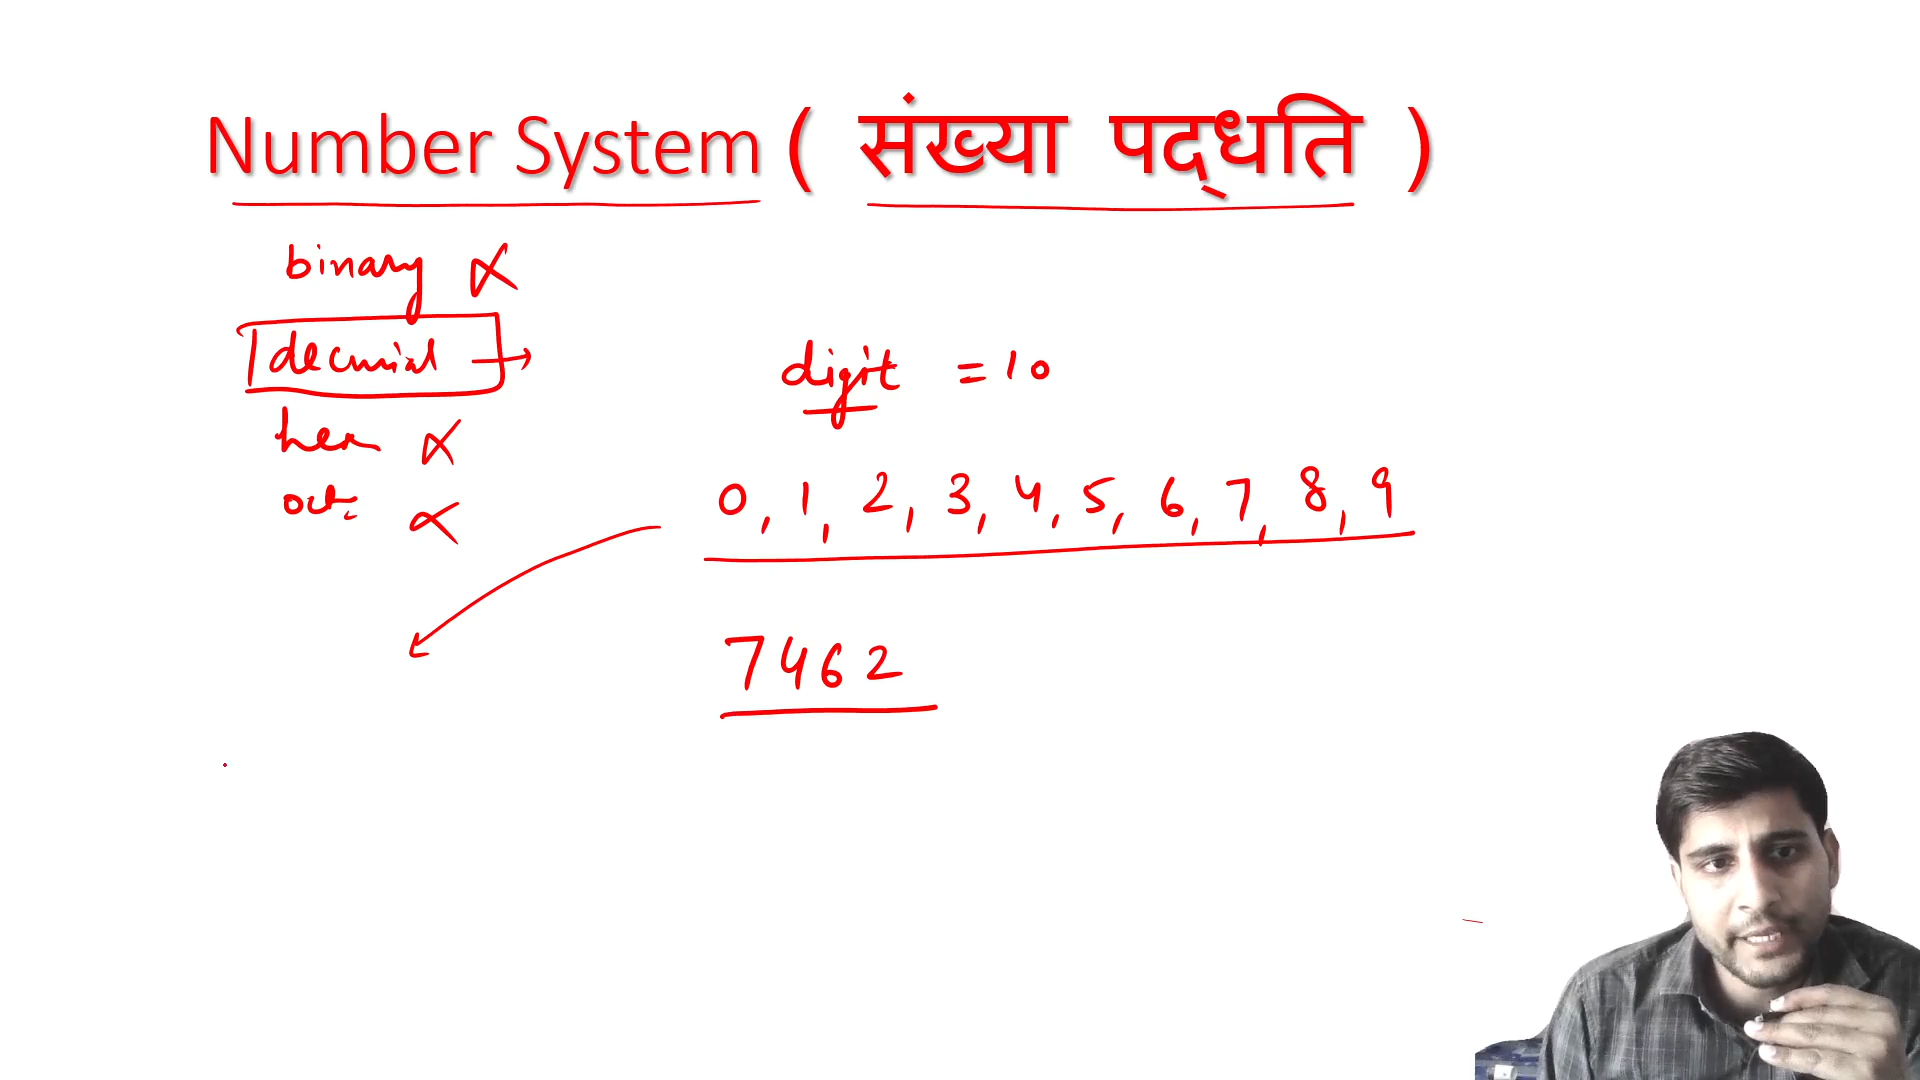 Number System ( संख्या पद्धति )
binary
decimal
digit = 10
hex
oct
0, 1, 2, 3, 4, 5, 6, 7, 8, 9
7462